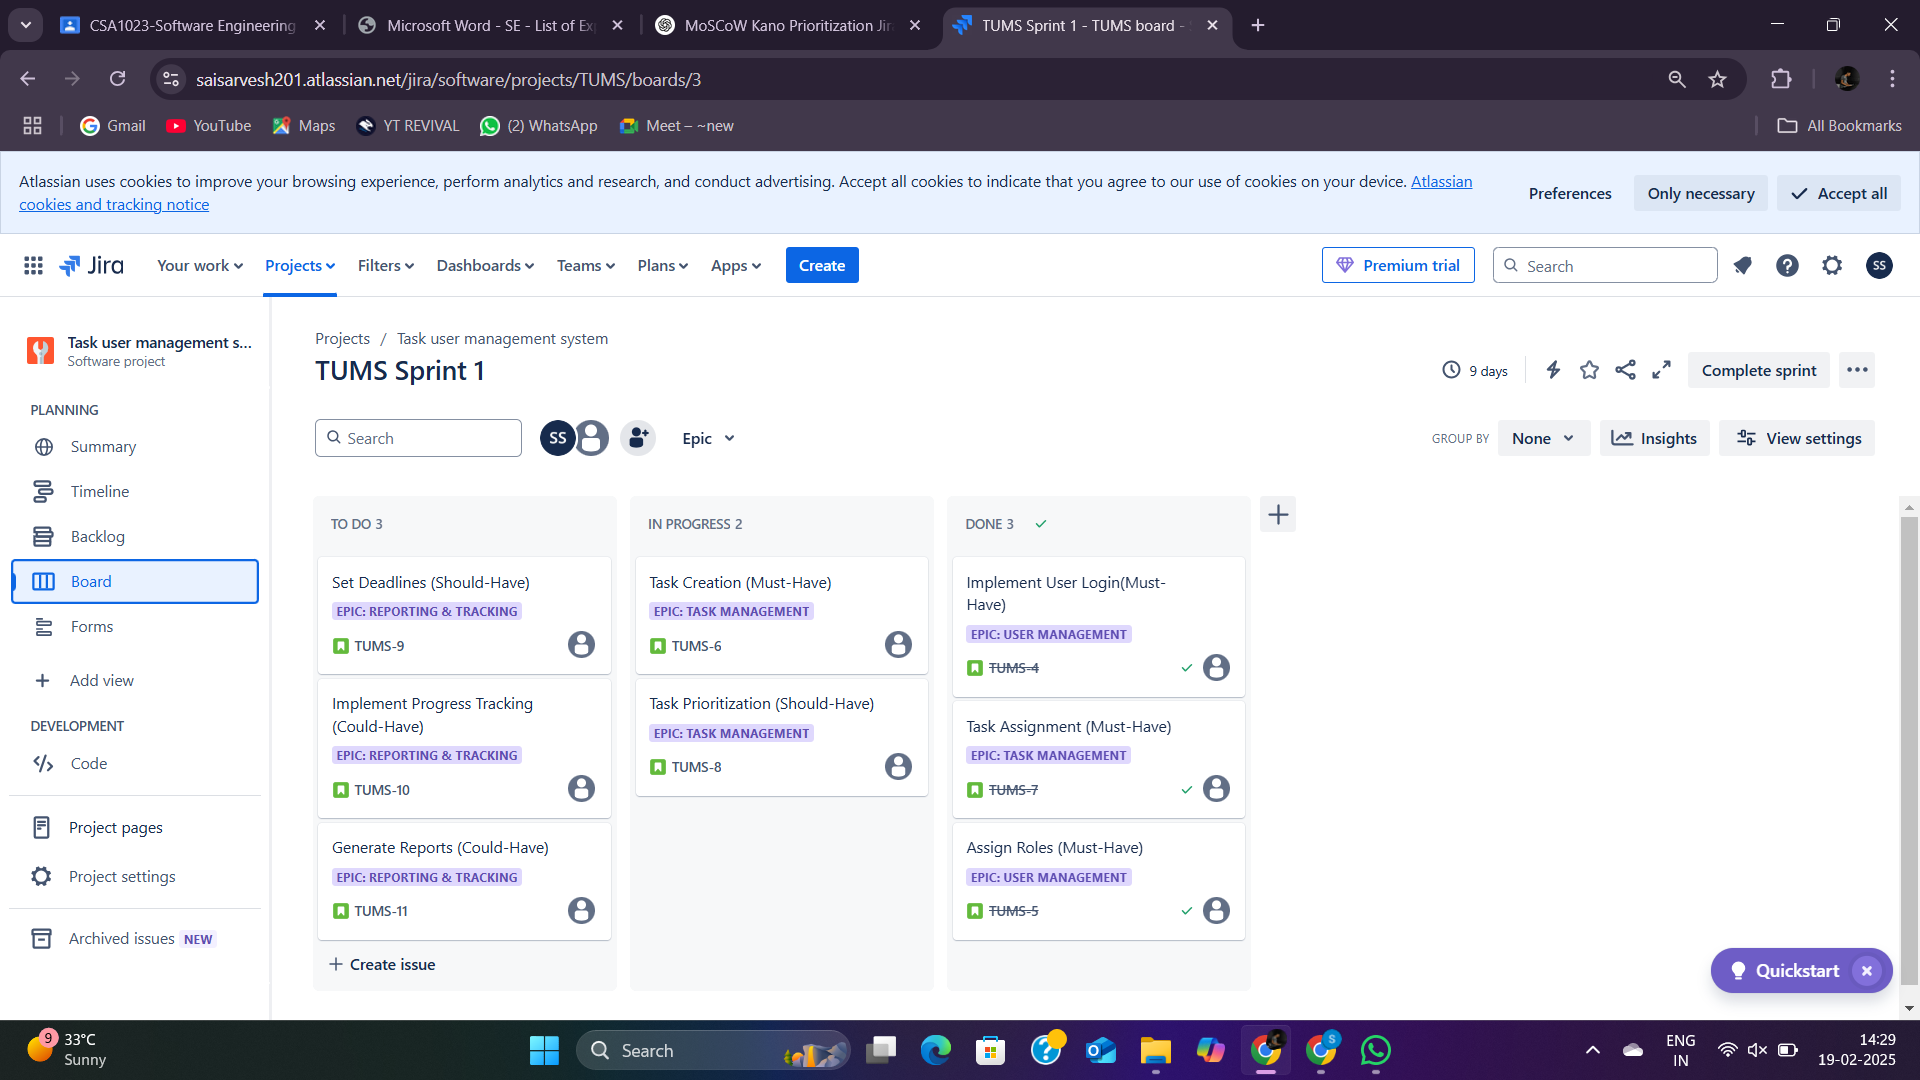 CSA1023-Software Engineering
Microsoft Word - SE - List of Ex
MoSCoW Kano Prioritization Jir
TUMS Sprint 1 - TUMS board -
saisarvesh201.atlassian.net/jira/software/projects/TUMS/boards/3
Gmail
YouTube
Maps
YT REVIVAL
(2) WhatsApp
Meet – ~new
All Bookmarks
Atlassian uses cookies to improve your browsing experience, perform analytics and research, and conduct advertising. Accept all cookies to indicate that you agree to our use of cookies on your device. Atlassian
cookies and tracking notice
Preferences
Only necessary
Accept all
Jira
Your work
Projects
Filters
Dashboards
Teams
Plans
Apps
Create
Premium trial
Search
SS
Task user management s...
Software project
PLANNING
Summary
Timeline
Backlog
Board
Forms
Add view
DEVELOPMENT
Code
Project pages
Project settings
Archived issues NEW
Projects / Task user management system
TUMS Sprint 1
9 days
Complete sprint
Search
SS
Epic
GROUP BY
None
Insights
View settings
TO DO 3
Set Deadlines (Should-Have)
EPIC: REPORTING & TRACKING
TUMS-9
Implement Progress Tracking
(Could-Have)
EPIC: REPORTING & TRACKING
TUMS-10
Generate Reports (Could-Have)
EPIC: REPORTING & TRACKING
TUMS-11
Create issue
IN PROGRESS 2
Task Creation (Must-Have)
EPIC: TASK MANAGEMENT
TUMS-6
Task Prioritization (Should-Have)
EPIC: TASK MANAGEMENT
TUMS-8
DONE 3
Implement User Login(Must-
Have)
EPIC: USER MANAGEMENT
TUMS-4
Task Assignment (Must-Have)
EPIC: TASK MANAGEMENT
TUMS-7
Assign Roles (Must-Have)
EPIC: USER MANAGEMENT
TUMS-5
Quickstart
9
33°C
Sunny
Search
S
ENG
IN
14:29
19-02-2025